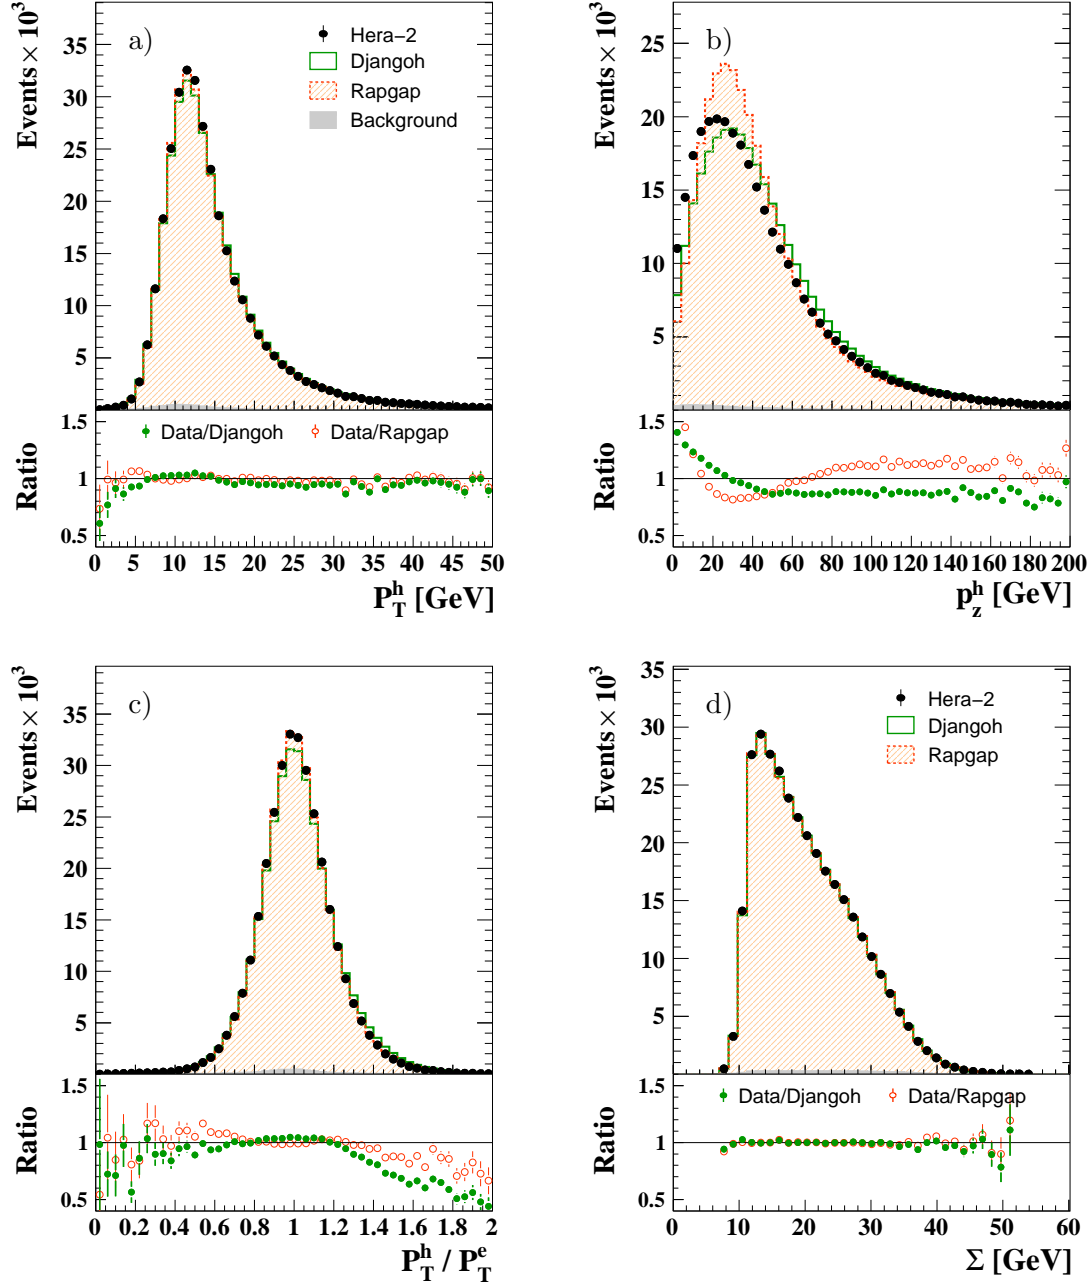 a)
Events × 10³
35
30
25
20
15
10
5
Hera-2
Djangoh
Rapgap
Background
Ratio
1.5
1
0.5
Data/Djangoh
Data/Rapgap
0 5 10 15 20 25 30 35 40 45 50
P_T^h [GeV]
b)
Events × 10³
25
20
15
10
5
Ratio
1.5
1
0.5
0 20 40 60 80 100 120 140 160 180 200
p_z^h [GeV]
c)
Events × 10³
35
30
25
20
15
10
5
Ratio
1.5
1
0.5
0 0.2 0.4 0.6 0.8 1 1.2 1.4 1.6 1.8 2
P_T^h / P_T^e
d)
Events × 10³
35
30
25
20
15
10
5
Hera-2
Djangoh
Rapgap
Ratio
1.5
1
0.5
Data/Djangoh
Data/Rapgap
0 10 20 30 40 50 60
Σ [GeV]